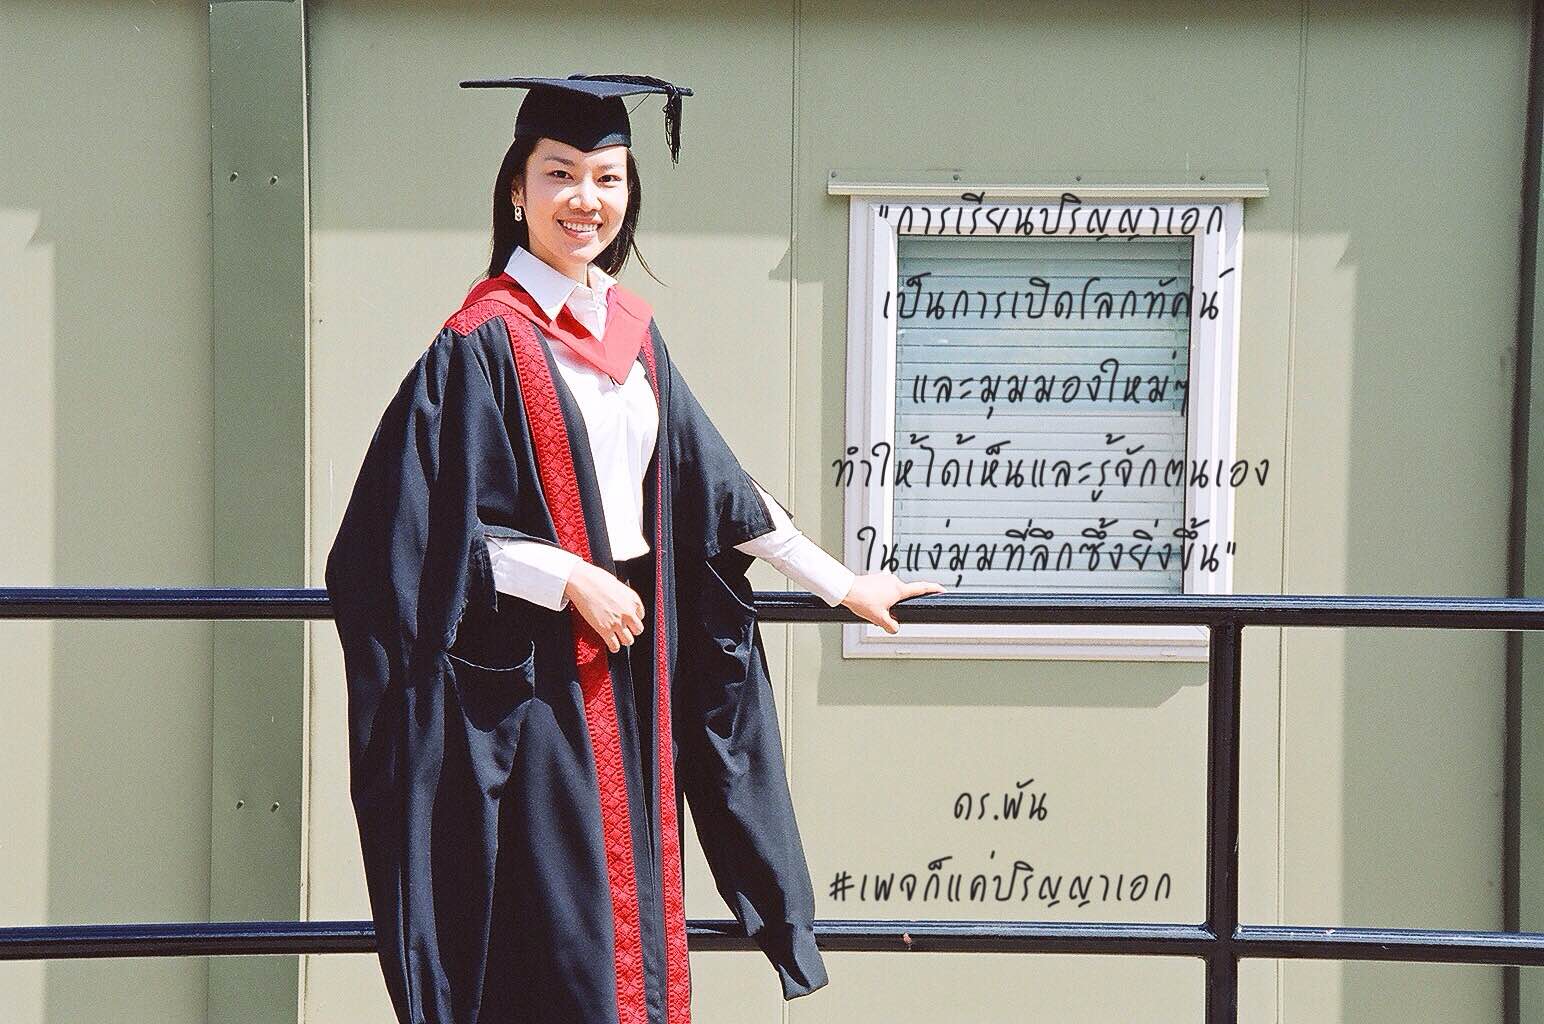 "การเรียนปริญญาเอก
เป็นการเปิดโลกทัศน์
และมุมมองใหม่ๆ
ทำให้ได้เห็นและรู้จักตนเอง
ในแง่มุมที่ลึกซึ้งยิ่งขึ้น"
ดร.พัน
#เพจก็แค่ปริญญาเอก